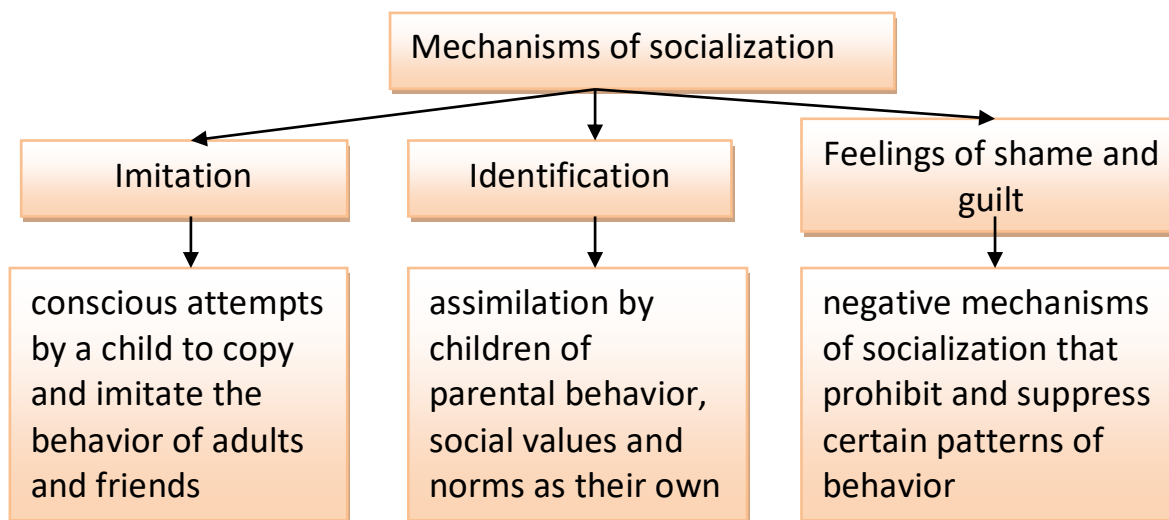 Mechanisms of socialization
Imitation
Identification
Feelings of shame and
guilt
conscious attempts
by a child to copy
and imitate the
behavior of adults
and friends
assimilation by
children of
parental behavior,
social values and
norms as their own
negative mechanisms
of socialization that
prohibit and suppress
certain patterns of
behavior